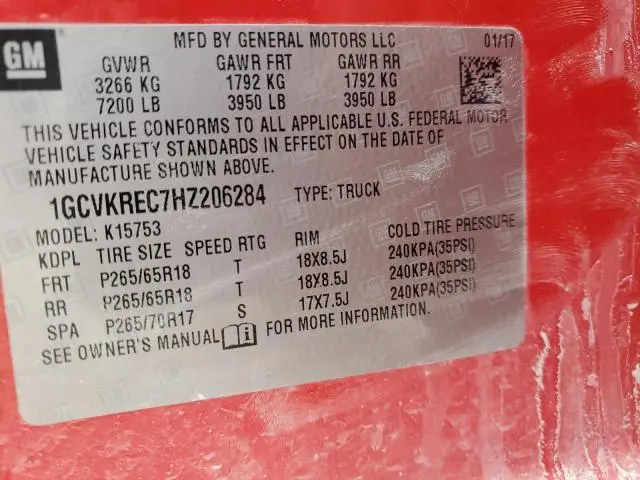 GM
MFD BY GENERAL MOTORS LLC 01/17
GVWR GAWR FRT GAWR RR
3266 KG 1792 KG 1792 KG
7200 LB 3950 LB 3950 LB
THIS VEHICLE CONFORMS TO ALL APPLICABLE U.S. FEDERAL MOTOR
VEHICLE SAFETY STANDARDS IN EFFECT ON THE DATE OF
MANUFACTURE SHOWN ABOVE.
1GCVKREC7HZ206284 TYPE: TRUCK
MODEL: K15753
KDPL TIRE SIZE SPEED RTG RIM COLD TIRE PRESSURE
FRT P265/65R18 T 18X8.5J 240KPA(35PSI)
RR P265/65R18 T 18X8.5J 240KPA(35PSI)
SPA P265/70R17 S 17X7.5J 240KPA(35PSI)
SEE OWNER'S MANUAL FOR MORE INFORMATION.